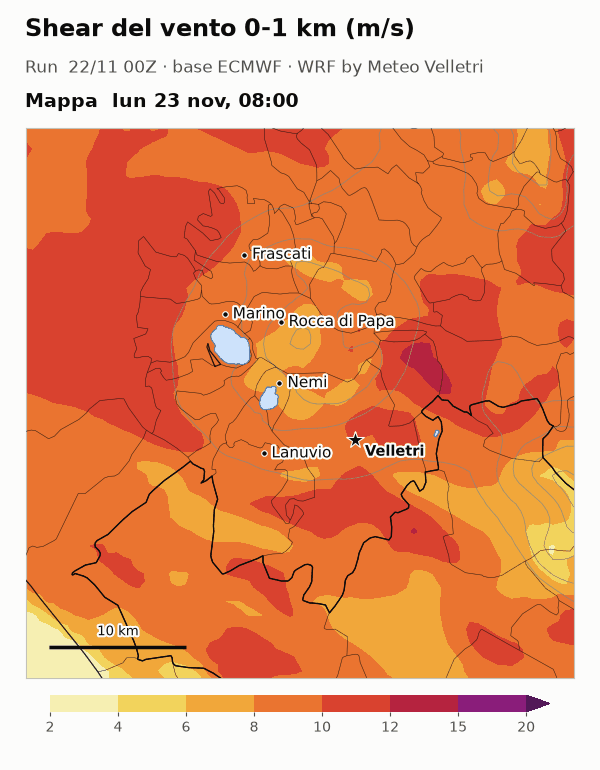 Shear del vento 0-1 km (m/s)
Run  22/11 00Z · base ECMWF · WRF by Meteo Velletri
Mappa  lun 23 nov, 08:00
Frascati
Marino
Rocca di Papa
Nemi
Velletri
Lanuvio
10 km
2 4 6 8 10 12 15 20